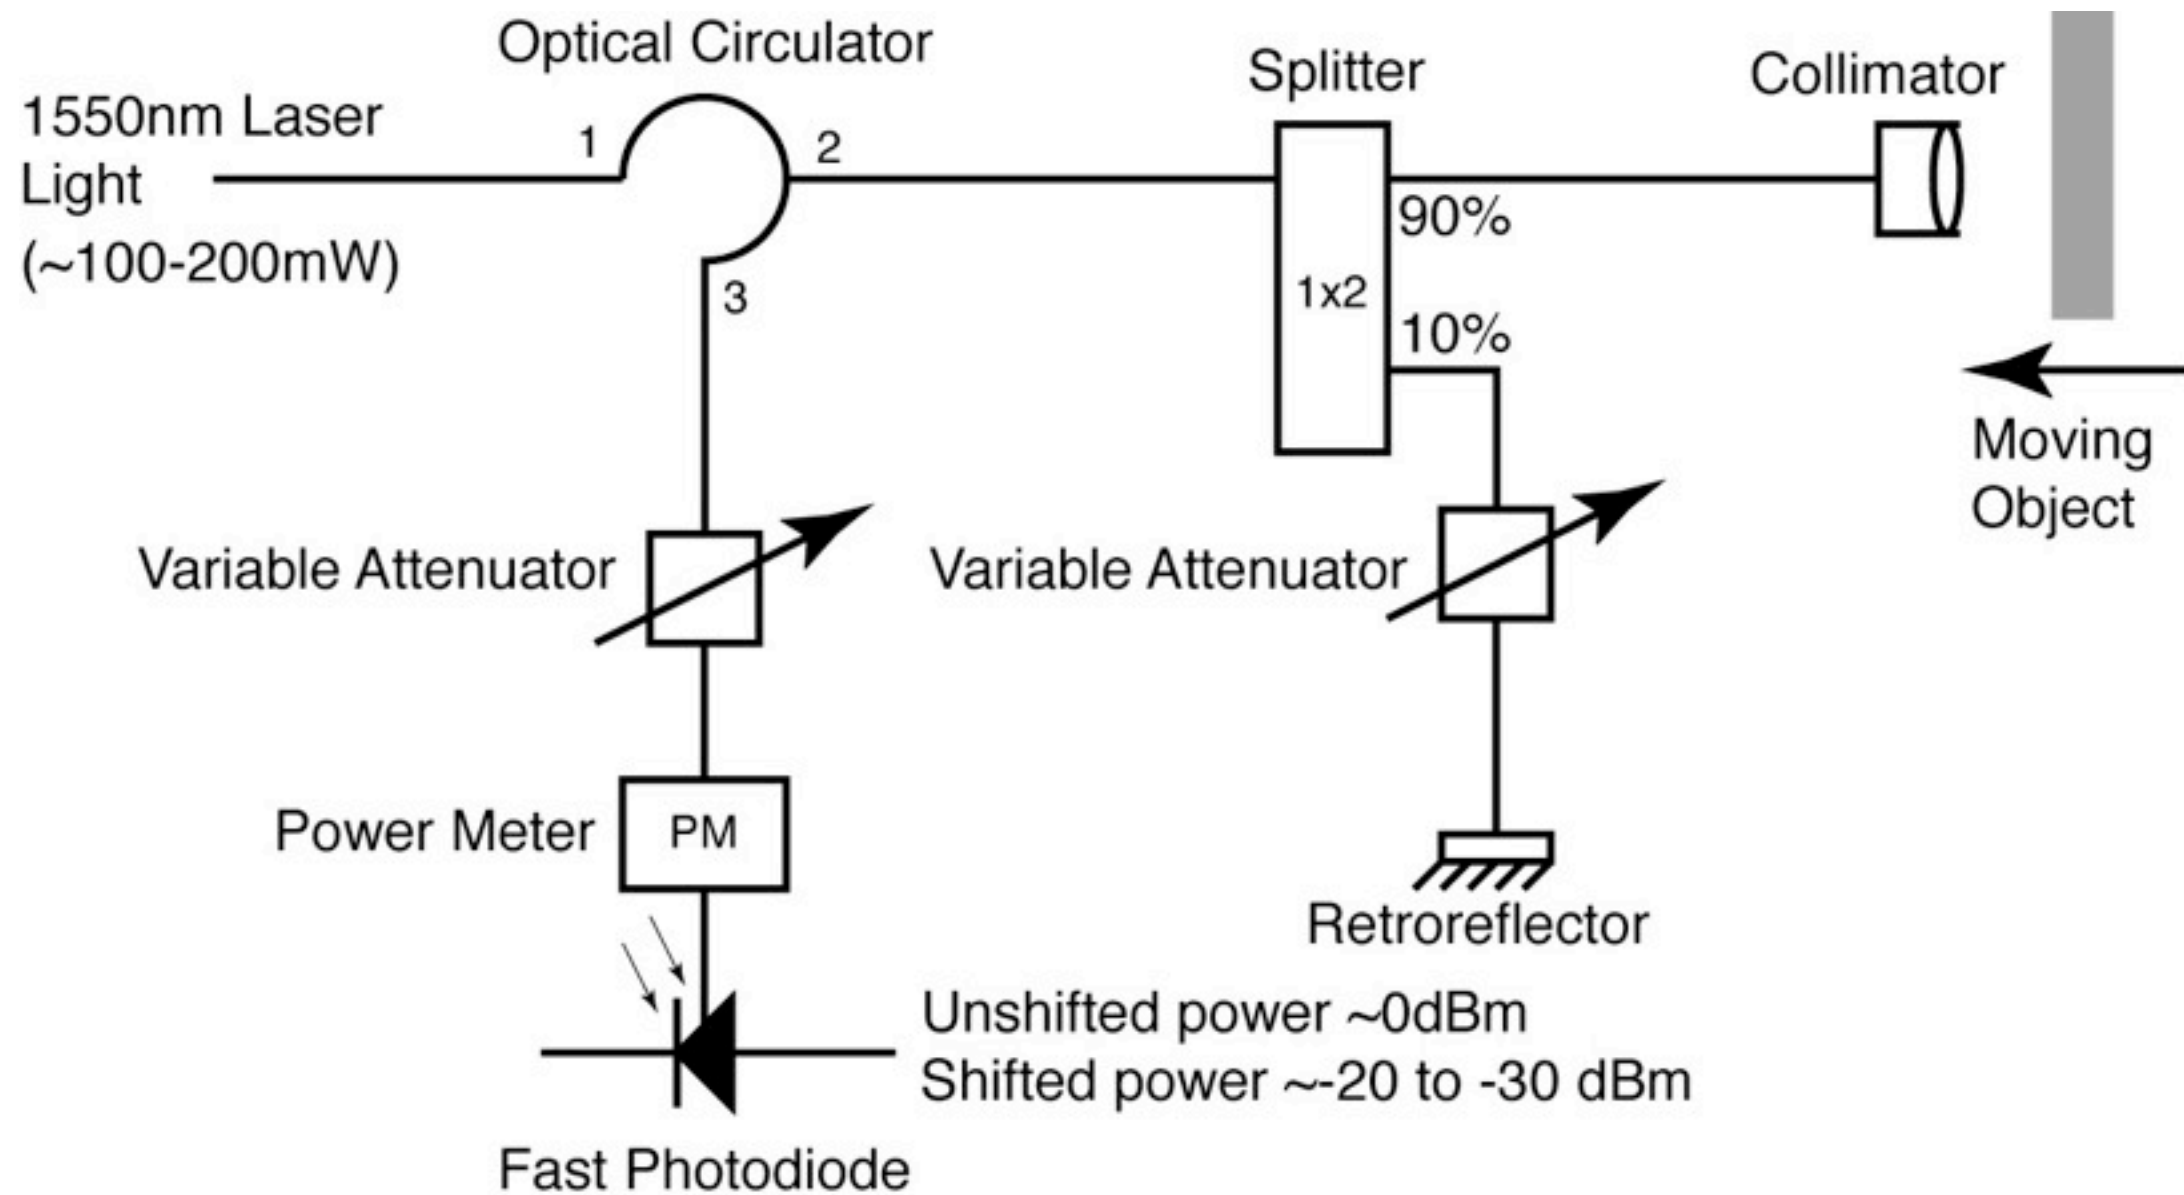 Optical Circulator
Splitter
Collimator
1550nm Laser
Light
(~100-200mW)
1
2
3
90%
1x2
10%
Moving
Object
Variable Attenuator
Variable Attenuator
Power Meter
PM
Retroreflector
Unshifted power ~0dBm
Shifted power ~-20 to -30 dBm
Fast Photodiode